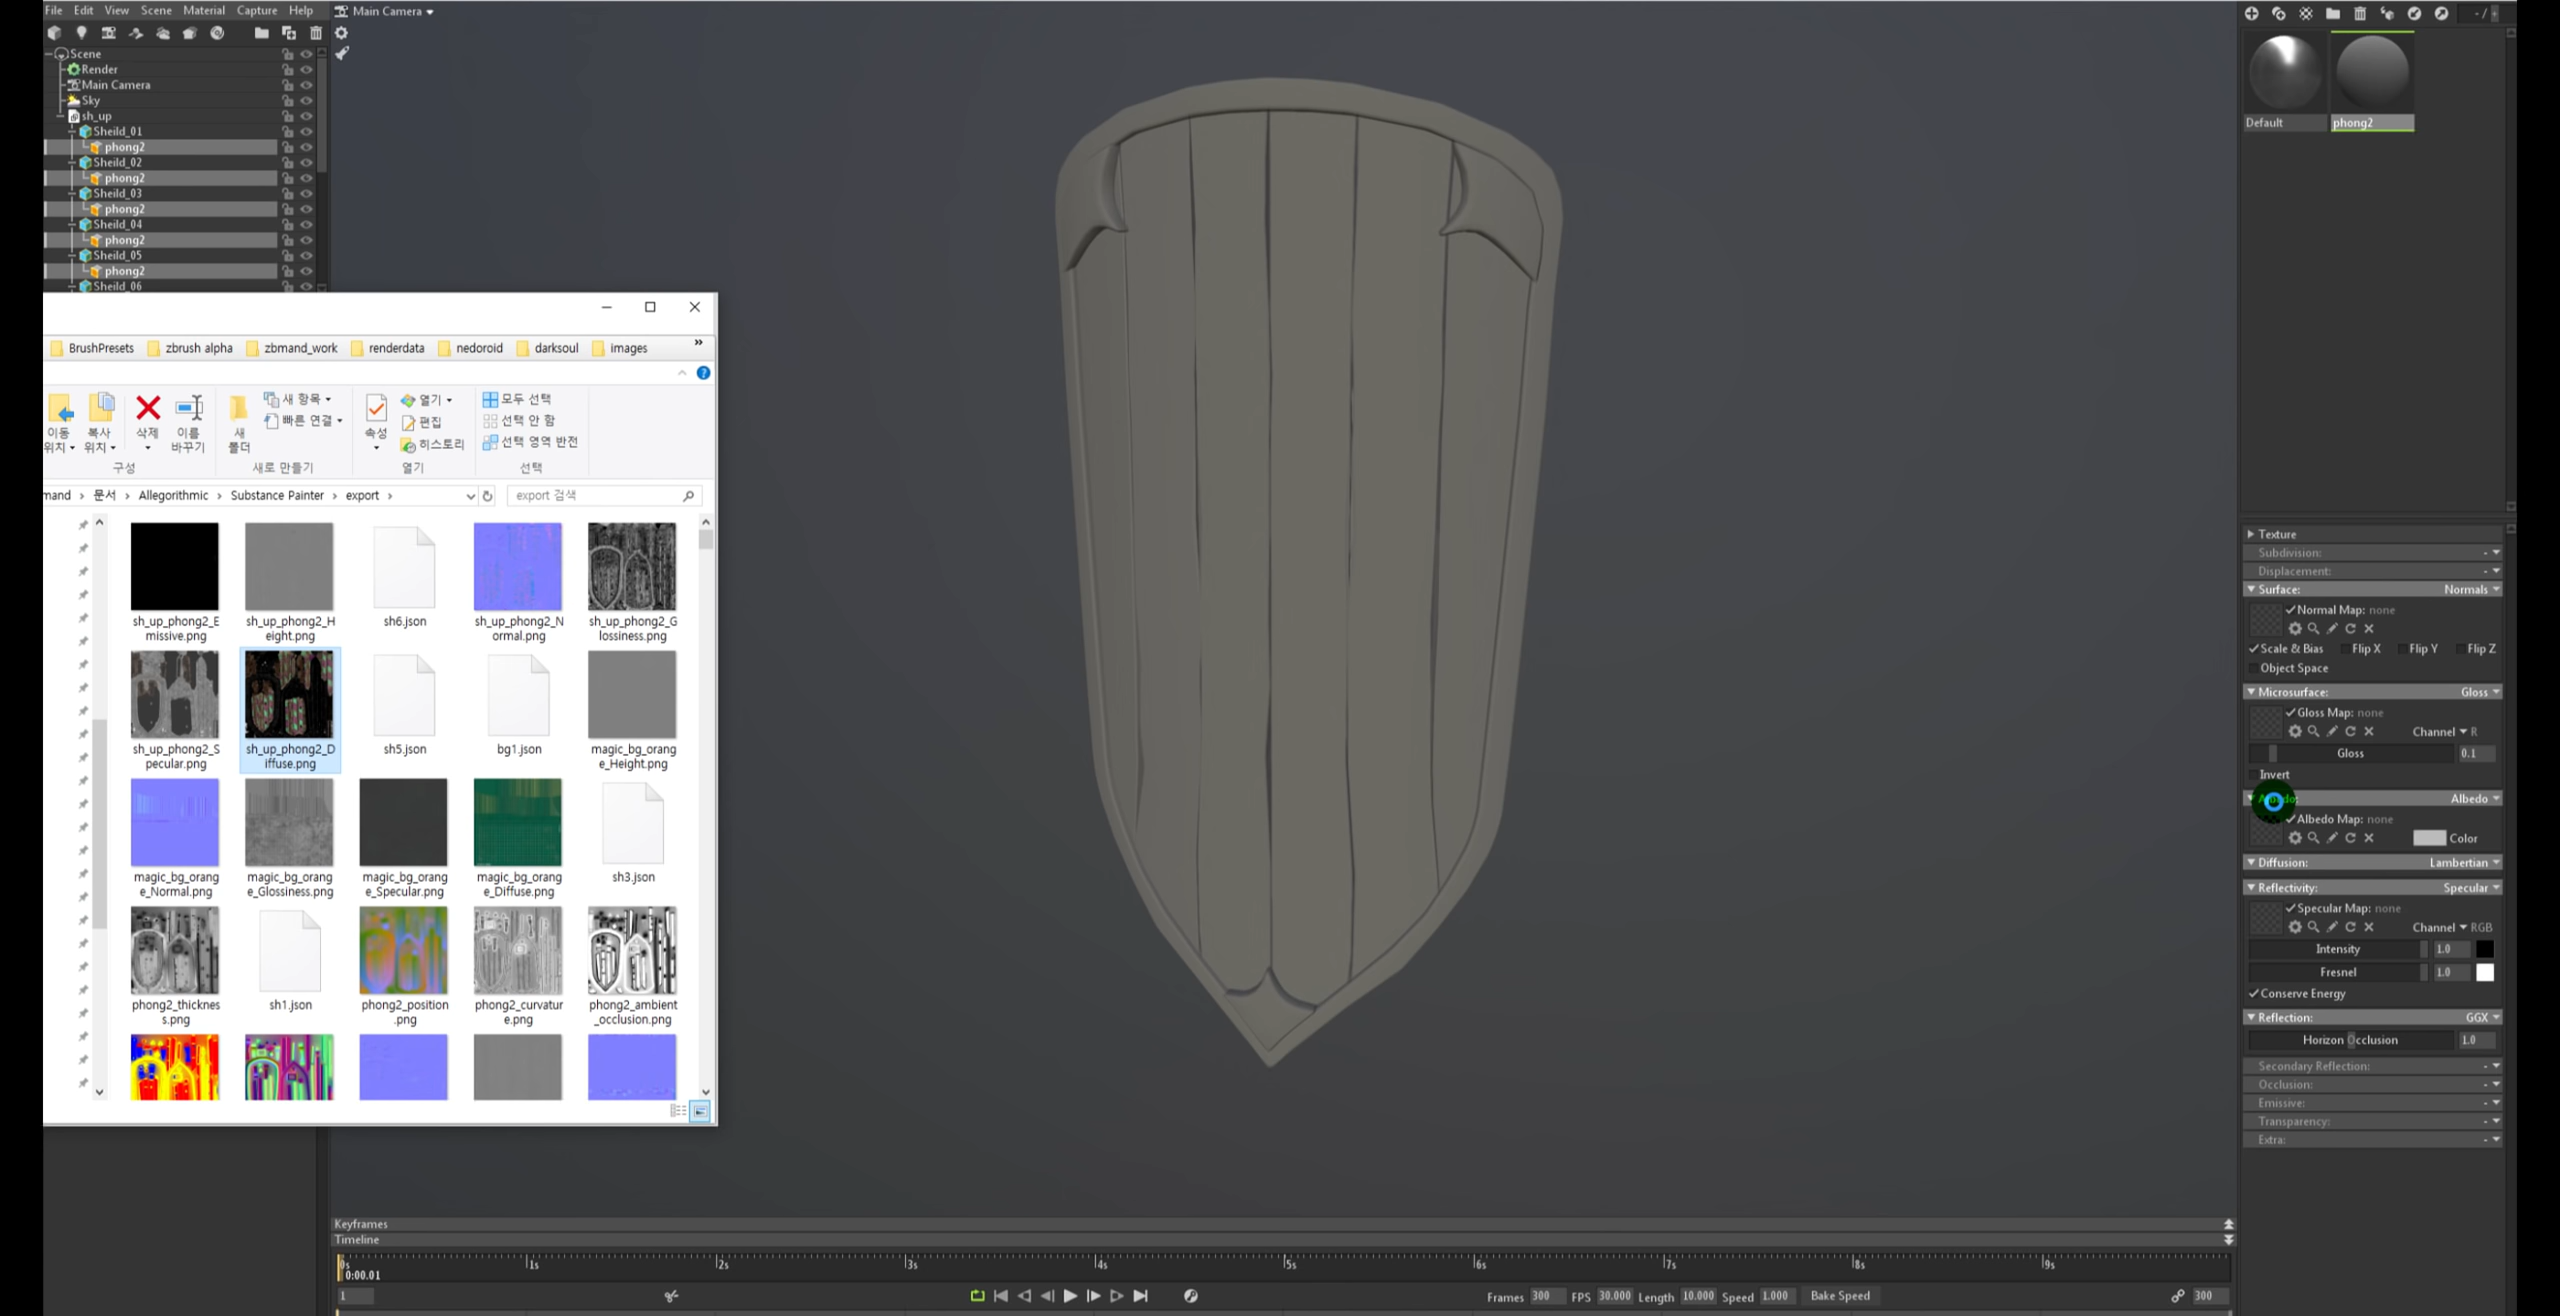 File Edit View Scene Material Capture Help
Main Camera
Scene
Render
Main Camera
Sky
sh_up
Sheild_01
phong2
Sheild_02
phong2
Sheild_03
phong2
Sheild_04
phong2
Sheild_05
phong2
Sheild_06
BrushPresets zbrush alpha zbmand_work renderdata nedoroid darksoul images
이동 위치
복사 위치
삭제
이름 바꾸기
구성
새 폴더
새 항목
빠른 연결
새로 만들기
속성
열기
편집
히스토리
열기
모두 선택
선택 안 함
선택 영역 반전
선택
mand › 문서 › Allegorithmic › Substance Painter › export ›
export 검색
sh_up_phong2_Emissive.png
sh_up_phong2_Height.png
sh6.json
sh_up_phong2_Normal.png
sh_up_phong2_Glossiness.png
sh_up_phong2_Specular.png
sh_up_phong2_Diffuse.png
sh5.json
bg1.json
magic_bg_orange_Height.png
magic_bg_orange_Normal.png
magic_bg_orange_Glossiness.png
magic_bg_orange_Specular.png
magic_bg_orange_Diffuse.png
sh3.json
phong2_thickness.png
sh1.json
phong2_position.png
phong2_curvature.png
phong2_ambient_occlusion.png
Default
phong2
Texture
Subdivision:
Displacement:
Surface: Normals
Normal Map: none
Scale & Bias Flip X Flip Y Flip Z
Object Space
Microsurface: Gloss
Gloss Map: none
Channel R
Gloss 0.1
Invert
Albedo
Albedo Map: none
Color
Diffusion: Lambertian
Reflectivity: Specular
Specular Map: none
Channel RGB
Intensity 1.0
Fresnel 1.0
Conserve Energy
Reflection: GGX
Horizon Occlusion 1.0
Secondary Reflection:
Occlusion:
Emissive:
Transparency:
Extra:
Keyframes
Timeline
0s 1s 2s 3s 4s 5s 6s 7s 8s 9s
0:00.01
1
Frames 300 FPS 30.000 Length 10.000 Speed 1.000 Bake Speed 300